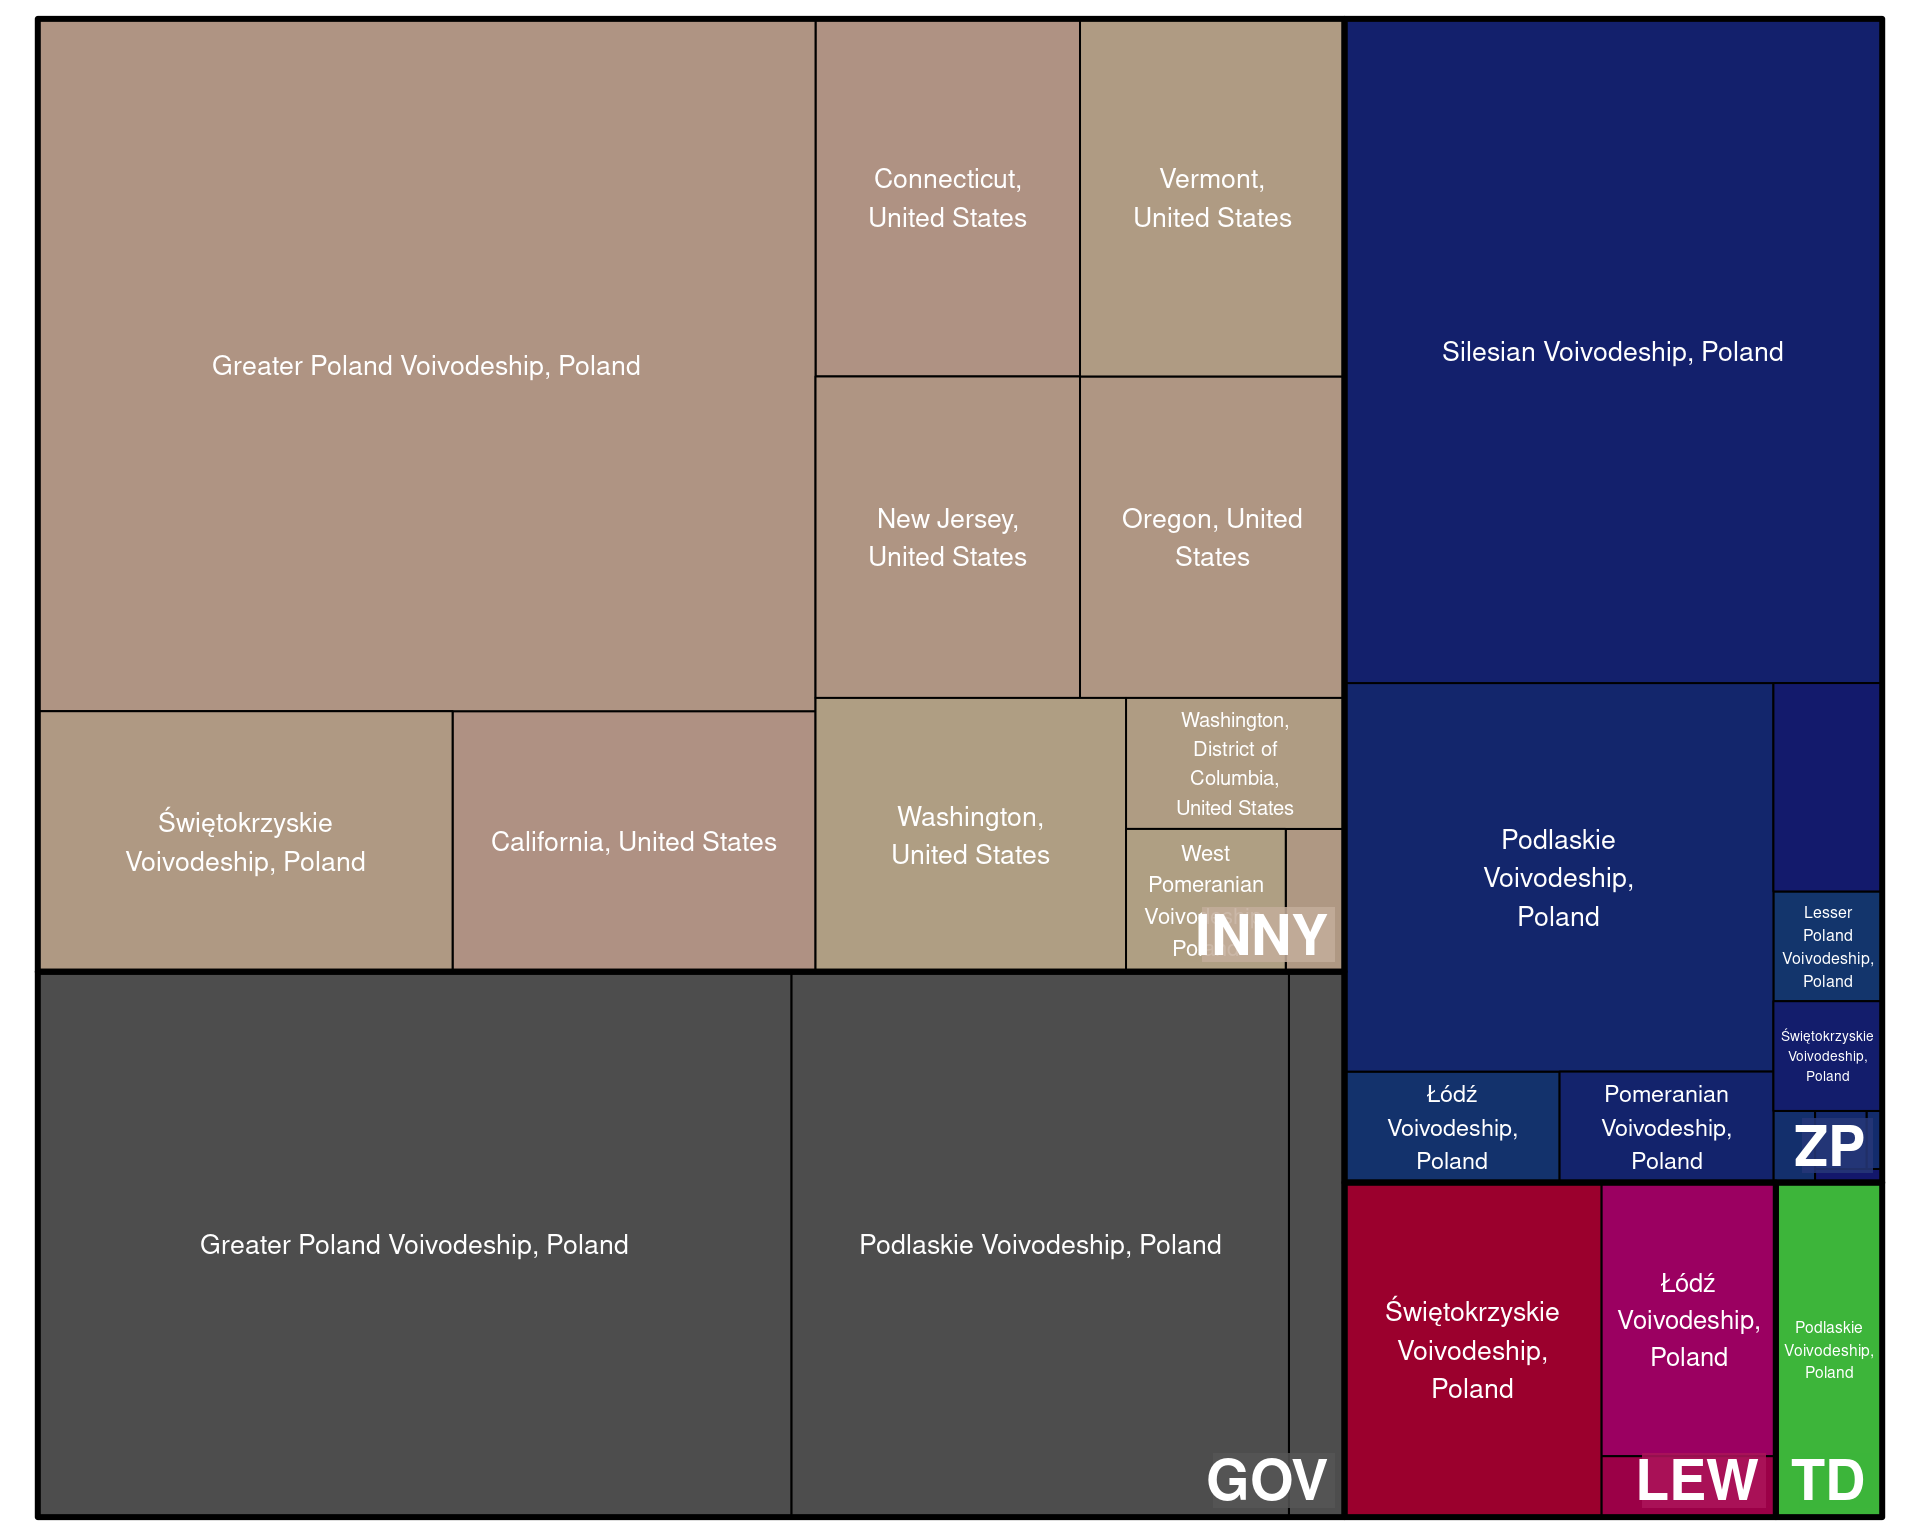 Greater Poland Voivodeship, Poland
Connecticut,
United States
Vermont,
United States
New Jersey,
United States
Oregon, United
States
Świętokrzyskie
Voivodeship, Poland
California, United States
Washington,
United States
Washington,
District of
Columbia,
United States
West
Pomeranian
INNY
Greater Poland Voivodeship, Poland
Podlaskie Voivodeship, Poland
GOV
Silesian Voivodeship, Poland
Podlaskie
Voivodeship,
Poland
Lesser
Poland
Voivodeship,
Poland
Świętokrzyskie
Voivodeship,
Poland
Łódź
Voivodeship,
Poland
Pomeranian
Voivodeship,
Poland
ZP
Świętokrzyskie
Voivodeship,
Poland
Łódź
Voivodeship,
Poland
LEW
Podlaskie
Voivodeship,
Poland
TD